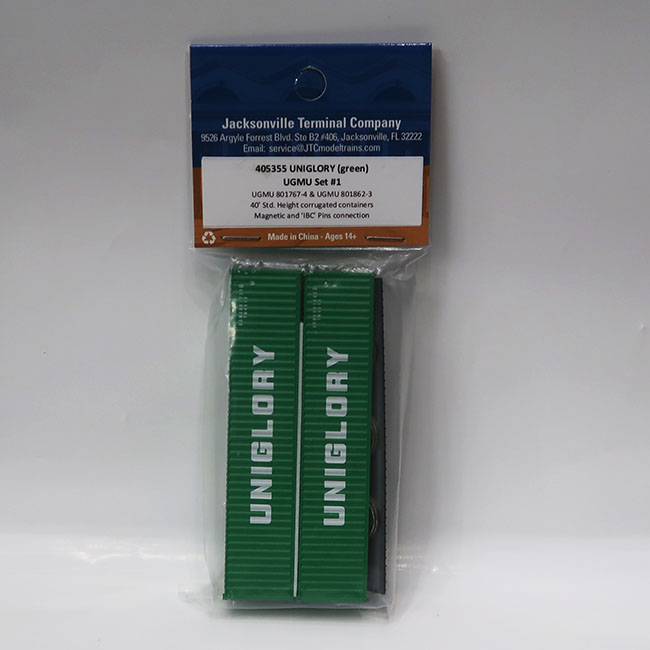 Jacksonville Terminal Company
9526 Argyle Forrest Blvd. Ste B2 #406, Jacksonville, FL 32222
Email: service@JTCmodeltrains.com
405355 UNIGLORY (green)
UGMU Set #1
UGMU 801767-4 & UGMU 801862-3
40' Std. Height corrugated containers
Magnetic and 'IBC' Pins connection
Made in China - Ages 14+
UNIGLORY
UNIGLORY